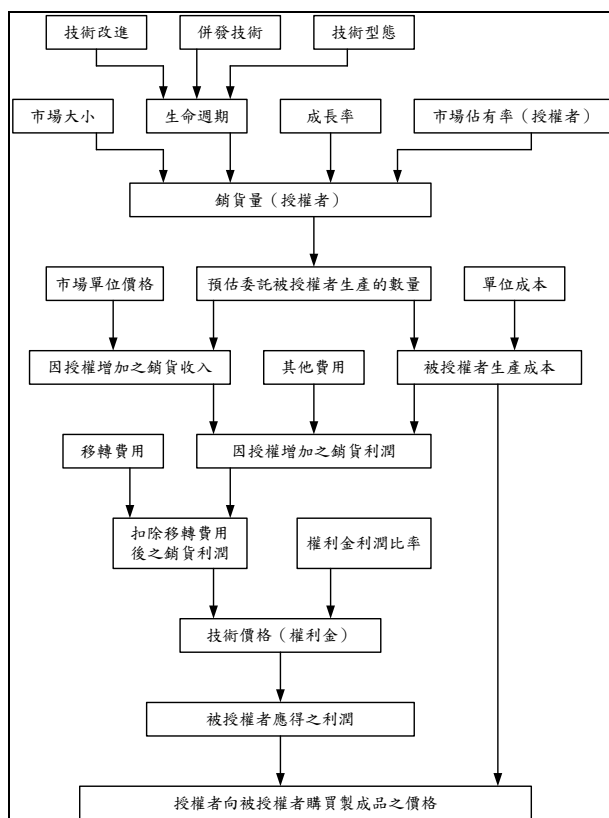 技術改進
併發技術
技術型態
市場大小
生命週期
成長率
市場佔有率（授權者）
銷貨量（授權者）
市場單位價格
預估委託被授權者生產的數量
單位成本
因授權增加之銷貨收入
其他費用
被授權者生產成本
移轉費用
因授權增加之銷貨利潤
扣除移轉費用
後之銷貨利潤
權利金利潤比率
技術價格（權利金）
被授權者應得之利潤
授權者向被授權者購買製成品之價格